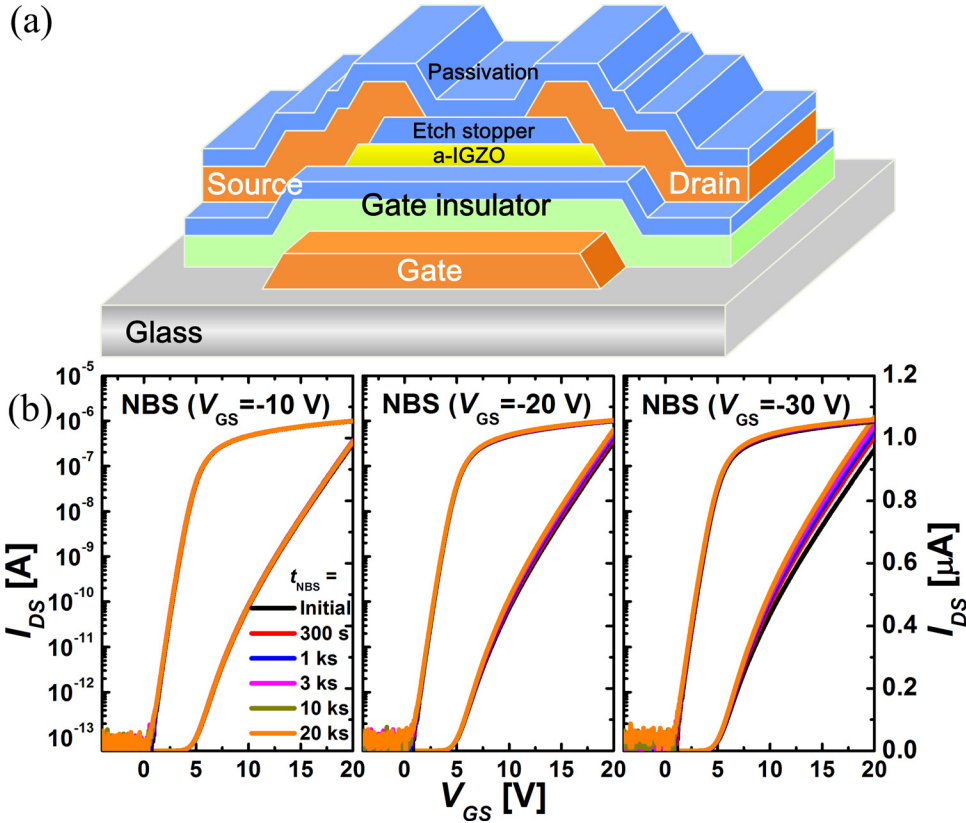 (a)
Passivation
Etch stopper
a-IGZO
Source
Drain
Gate insulator
Gate
Glass
(b)
NBS (V_GS=-10 V)
NBS (V_GS=-20 V)
NBS (V_GS=-30 V)
10⁻⁵
10⁻⁶
10⁻⁷
10⁻⁸
10⁻⁹
10⁻¹⁰
10⁻¹¹
10⁻¹²
10⁻¹³
I_DS [A]
t_NBS =
Initial
300 s
1 ks
3 ks
10 ks
20 ks
1.2
1.0
0.8
0.6
0.4
0.2
0.0
I_DS [μA]
0 5 10 15 20
0 5 10 15 20
0 5 10 15 20
V_GS [V]